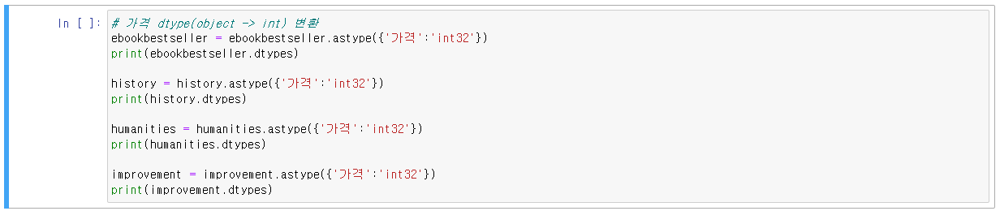 In [ ]: # 가격 dtype(object -> int) 변환
ebookbestseller = ebookbestseller.astype({'가격':'int32'})
print(ebookbestseller.dtypes)
history = history.astype({'가격':'int32'})
print(history.dtypes)
humanities = humanities.astype({'가격':'int32'})
print(humanities.dtypes)
improvement = improvement.astype({'가격':'int32'})
print(improvement.dtypes)